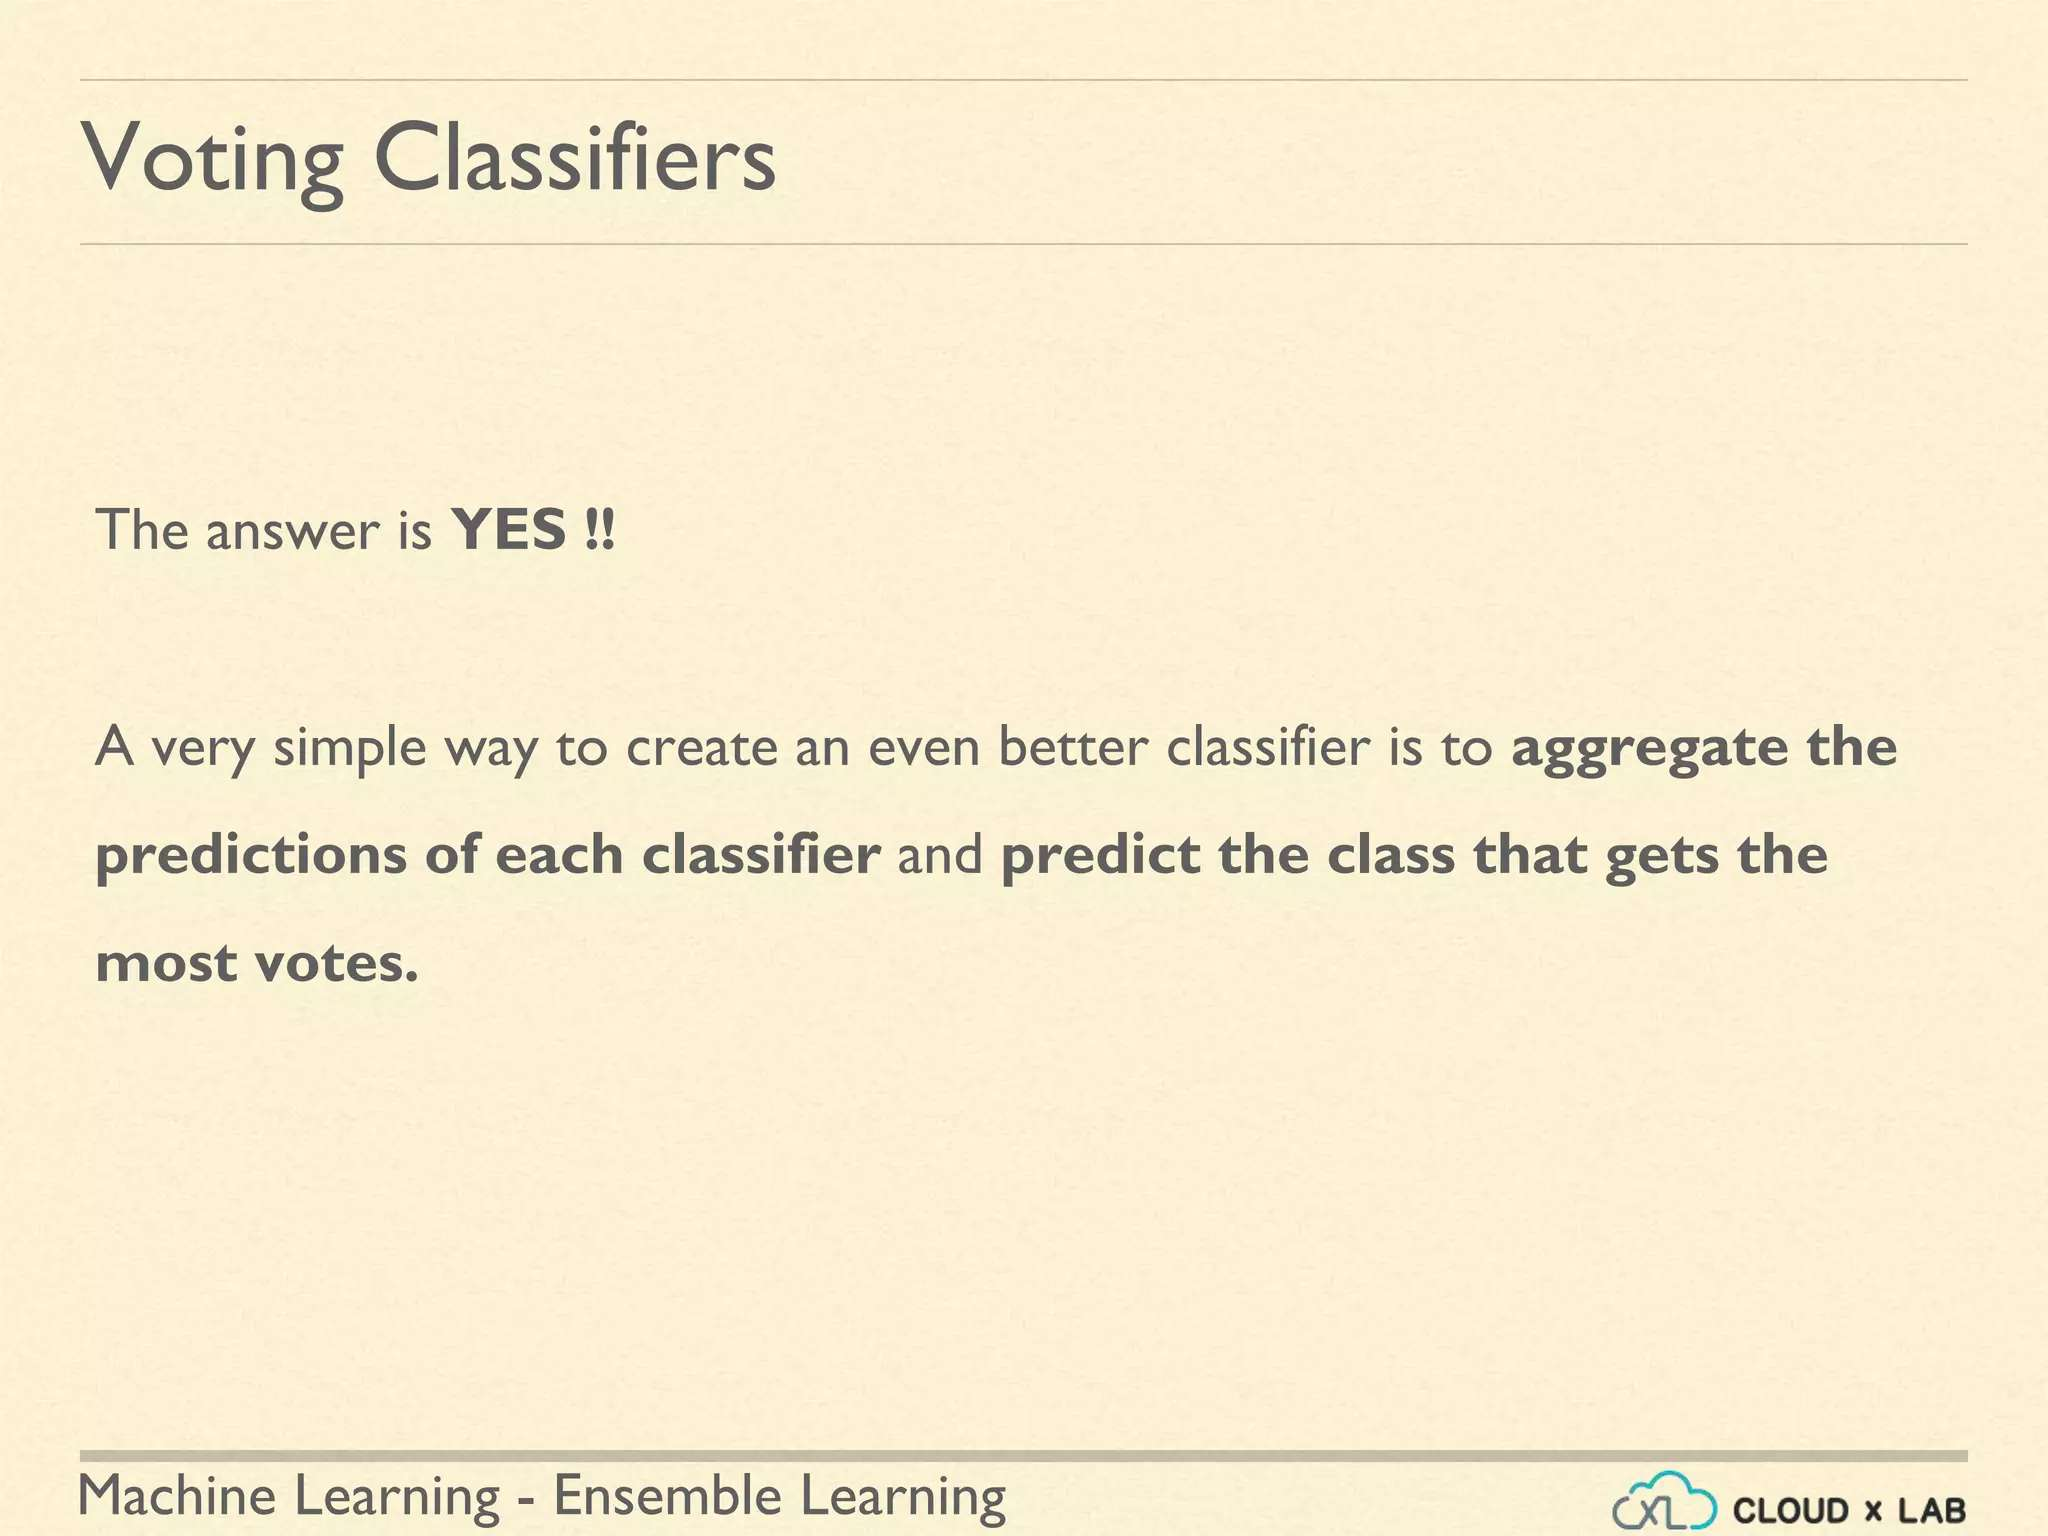 Voting Classifiers
The answer is YES !!
A very simple way to create an even better classifier is to aggregate the
predictions of each classifier and predict the class that gets the
most votes.
Machine Learning - Ensemble Learning
CXL CLOUD x LAB